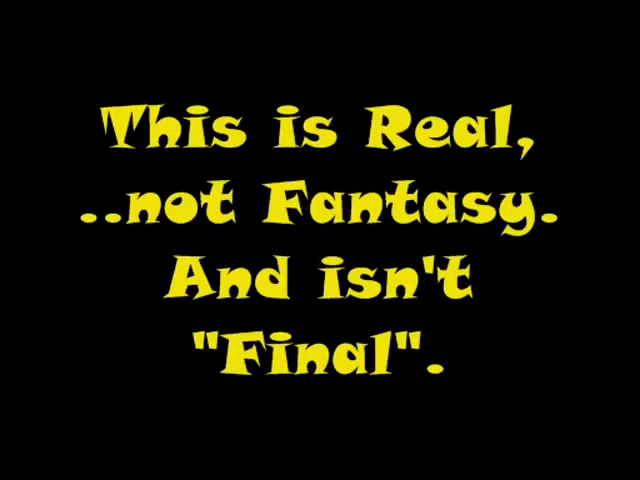 This is Real,
..not Fantasy.
And isn't
"Final".